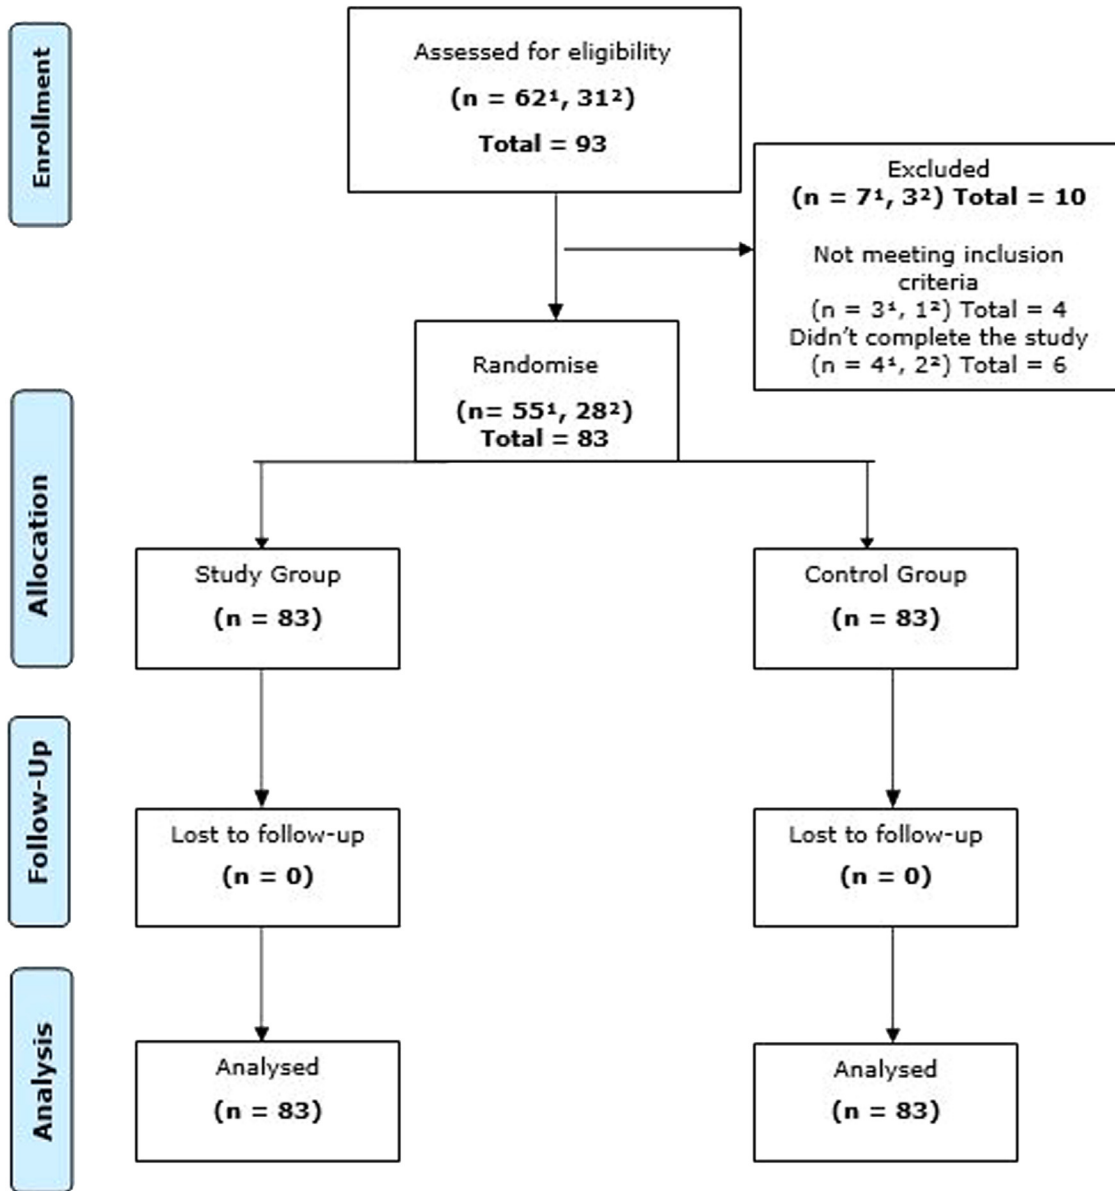 Enrollment
Assessed for eligibility
(n = 62¹, 31²)
Total = 93
Excluded
(n = 7¹, 3²) Total = 10
Not meeting inclusion
criteria
(n = 3¹, 1²) Total = 4
Didn't complete the study
(n = 4¹, 2²) Total = 6
Randomise
(n= 55¹, 28²)
Total = 83
Allocation
Study Group
(n = 83)
Control Group
(n = 83)
Follow-Up
Lost to follow-up
(n = 0)
Lost to follow-up
(n = 0)
Analysis
Analysed
(n = 83)
Analysed
(n = 83)